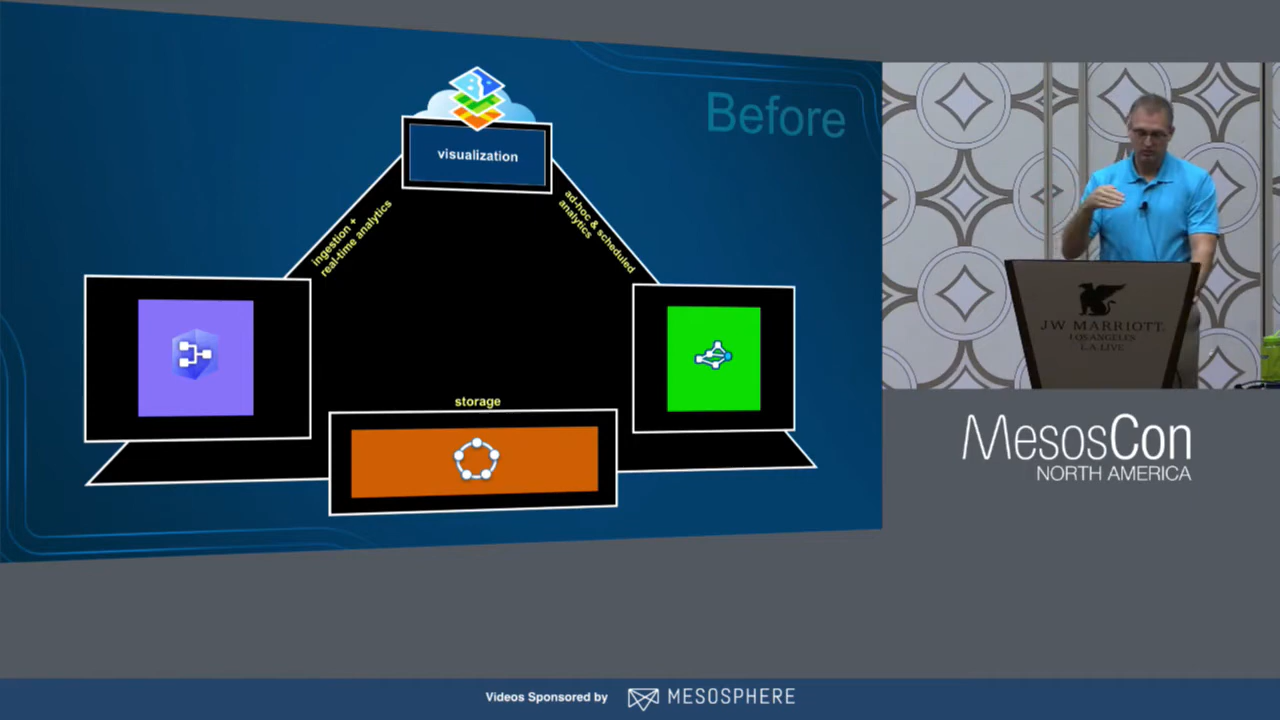 Before
visualization
ingestion +
real-time analytics
ad-hoc & scheduled
analytics
storage
JW MARRIOTT
LOS ANGELES
L.A. LIVE
MesosCon
NORTH AMERICA
Videos Sponsored by
MESOSPHERE